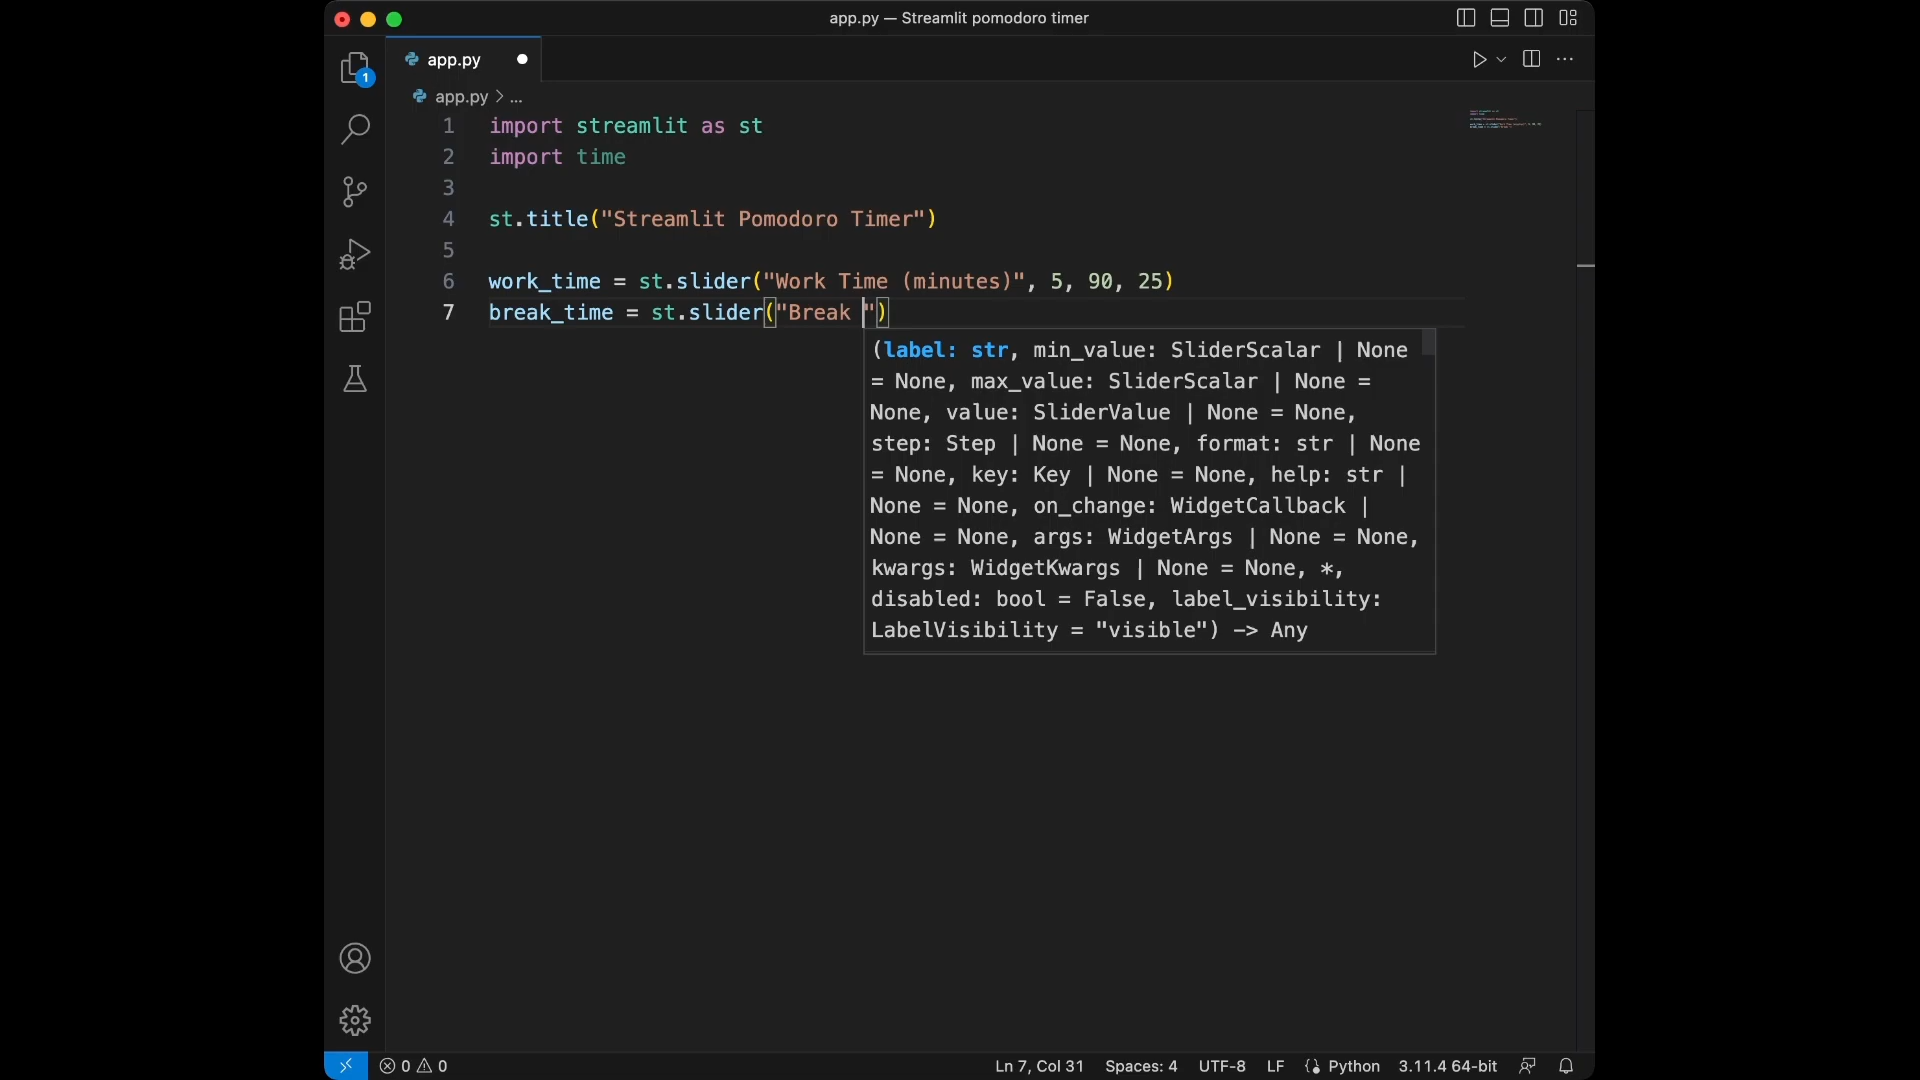 app.py — Streamlit pomodoro timer
1
app.py
app.py > ...
1 import streamlit as st
2 import time
3
4 st.title("Streamlit Pomodoro Timer")
5
6 work_time = st.slider("Work Time (minutes)", 5, 90, 25)
7 break_time = st.slider("Break ")
(label: str, min_value: SliderScalar | None
= None, max_value: SliderScalar | None =
None, value: SliderValue | None = None,
step: Step | None = None, format: str | None
= None, key: Key | None = None, help: str |
None = None, on_change: WidgetCallback |
None = None, args: WidgetArgs | None = None,
kwargs: WidgetKwargs | None = None, *,
disabled: bool = False, label_visibility:
LabelVisibility = "visible") -> Any
0 0 Ln 7, Col 31 Spaces: 4 UTF-8 LF Python 3.11.4 64-bit